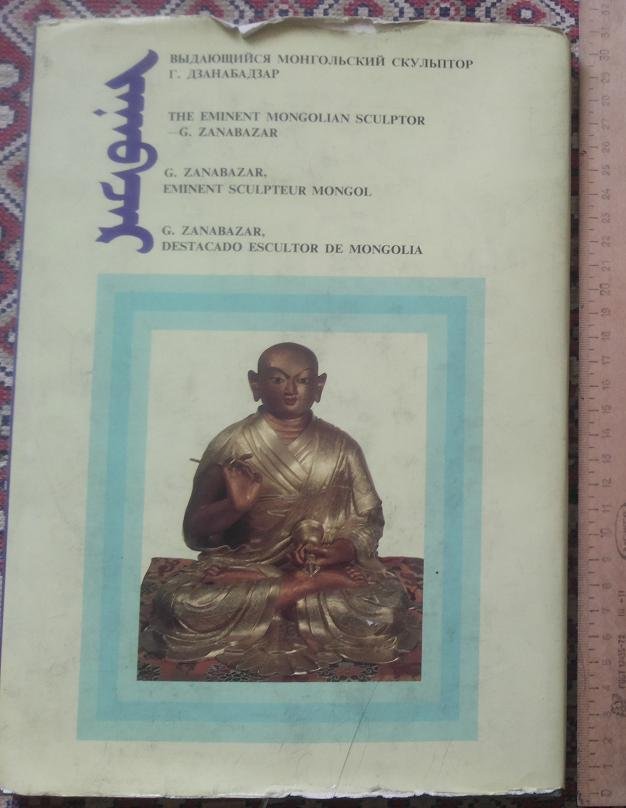 ВЫДАЮЩИЙСЯ МОНГОЛЬСКИЙ СКУЛЬПТОР
Г. ДЗАНАБАДЗАР
THE EMINENT MONGOLIAN SCULPTOR
—G. ZANABAZAR
G. ZANABAZAR,
EMINENT SCULPTEUR MONGOL
G. ZANABAZAR,
DESTACADO ESCULTOR DE MONGOLIA